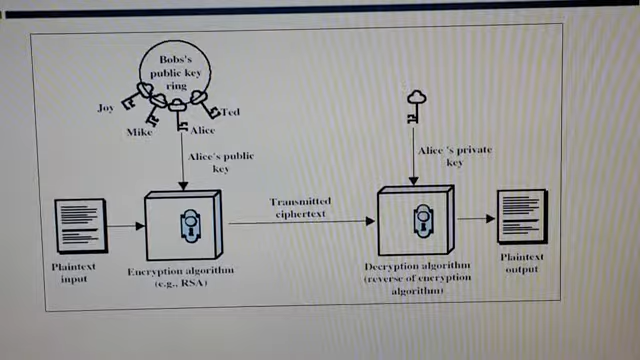 Bobs's
public key
ring
Joy
Ted
Mike
Alice
Alice's public
key
Alice 's private
key
Transmitted
ciphertext
Plaintext
input
Encryption algorithm
(e.g., RSA)
Decryption algorithm
(reverse of encryption
algorithm)
Plaintext
output